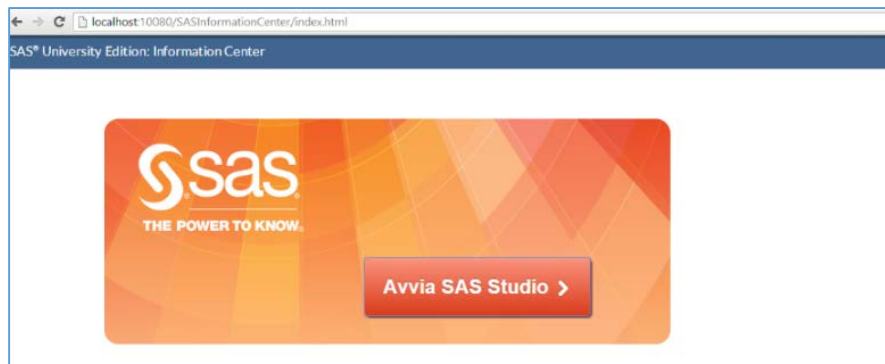 localhost:10080/SASInformationCenter/index.html
SAS® University Edition: Information Center
sas
THE POWER TO KNOW®
Avvia SAS Studio >